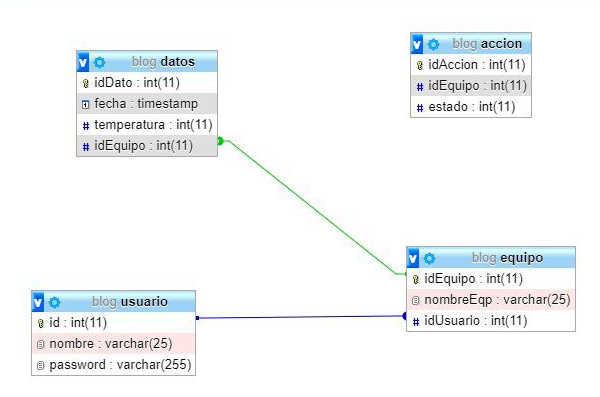 blog datos
idDato : int(11)
fecha : timestamp
temperatura : int(11)
idEquipo : int(11)
blog accion
idAccion : int(11)
idEquipo : int(11)
estado : int(11)
blog equipo
idEquipo : int(11)
nombreEqp : varchar(25)
idUsuario : int(11)
blog usuario
id : int(11)
nombre : varchar(25)
password : varchar(255)